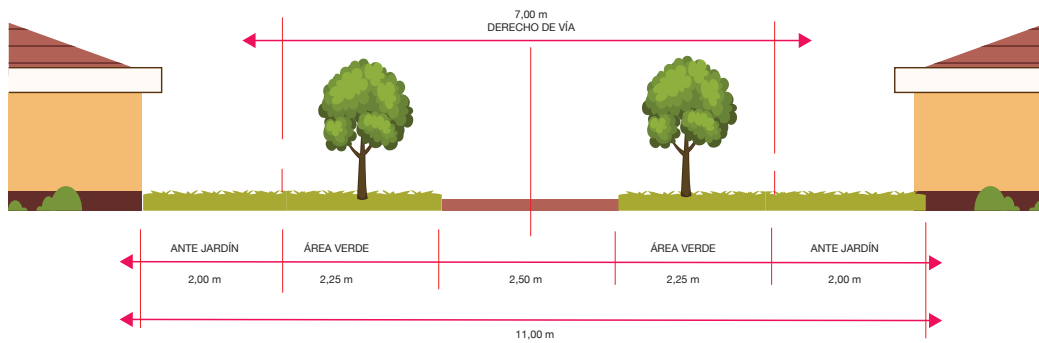 7,00 m
DERECHO DE VÍA
ANTE JARDÍN ÁREA VERDE ÁREA VERDE ANTE JARDÍN
2,00 m 2,25 m 2,50 m 2,25 m 2,00 m
11,00 m